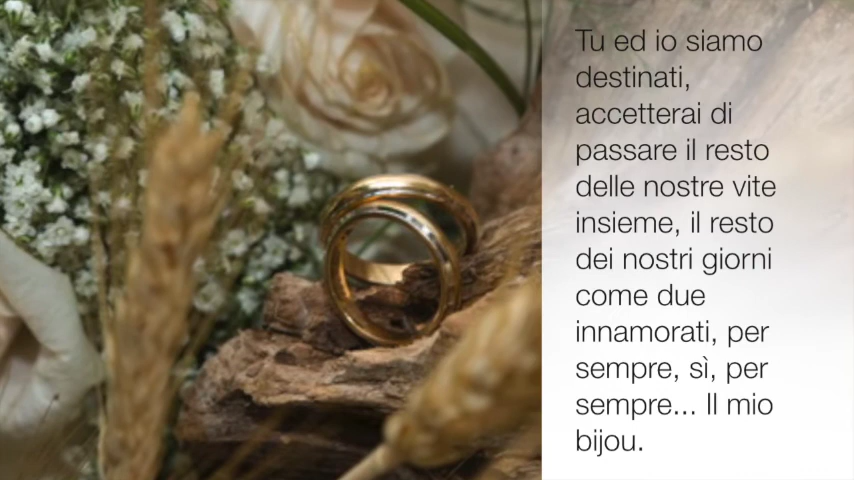 Tu ed io siamo
destinati,
accetterai di
passare il resto
delle nostre vite
insieme, il resto
dei nostri giorni
come due
innamorati, per
sempre, sì, per
sempre... Il mio
bijou.